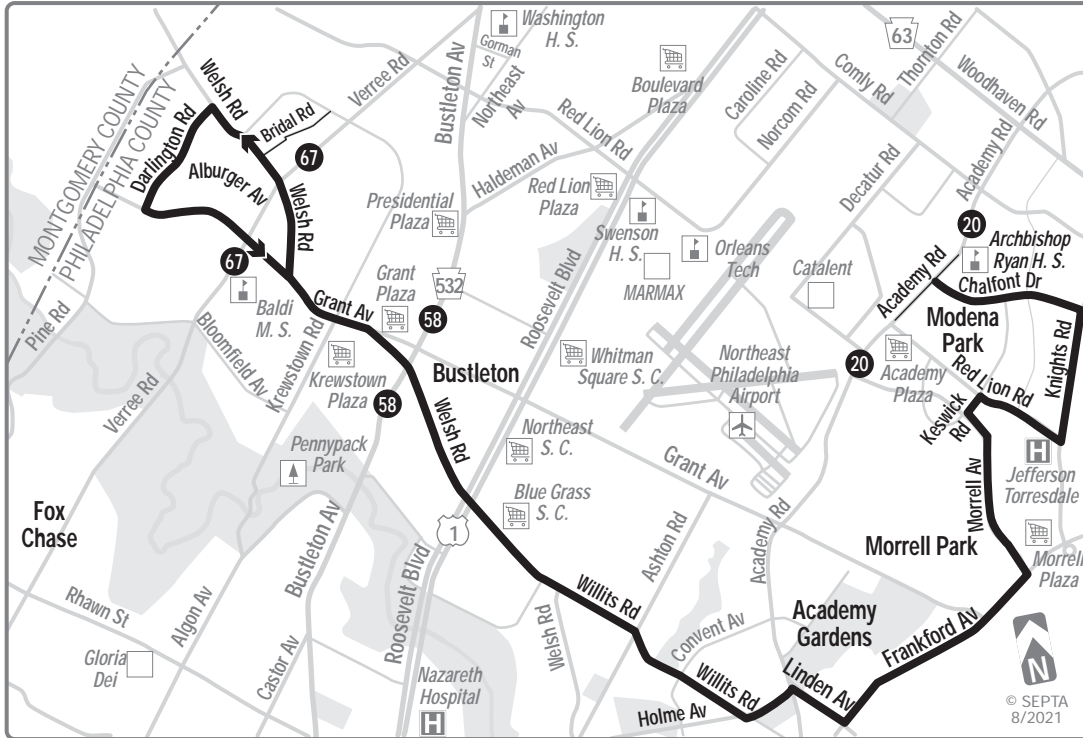 Washington
H. S.
Gorman
St
Northeast
Av
Bustleton Av
Verree Rd
Welsh Rd
Bridal Rd
67
MONTGOMERY COUNTY
PHILADELPHIA COUNTY
Darlington Rd
Alburger Av
Welsh Rd
67
Baldi
M. S.
Pine Rd
Boulevard
Plaza
63
Thornton Rd
Comly Rd
Woodhaven Rd
Caroline Rd
Norcom Rd
Red Lion Rd
Haldeman Av
Decatur Rd
Academy Rd
Presidential
Plaza
Red Lion
Plaza
Swenson
H. S.
MARMAX
Orleans
Tech
Catalent
20
Archbishop
Ryan H. S.
Academy Rd
Chalfont Dr
Modena
Park
Knights Rd
Red Lion Rd
Grant
Plaza
532
58
Roosevelt Blvd
Grant Av
Bloomfield Av
Krewstown Rd
Krewstown
Plaza
58
Bustleton
Whitman
Square S. C.
Northeast
Philadelphia
Airport
20
Academy
Plaza
Keswick
Rd
Verree Rd
Welsh Rd
Northeast
S. C.
Grant Av
Pennypack
Park
Blue Grass
S. C.
Jefferson
Torresdale
Morrell Av
Fox
Chase
1
Bustleton Av
Roosevelt Blvd
Ashton Rd
Academy Rd
Morrell Park
Morrell
Plaza
Rhawn St
Algon Av
Willits Rd
Academy
Gardens
Frankford Av
Gloria
Dei
Castor Av
Nazareth
Hospital
H
H
Welsh Rd
Convent Av
Willits Rd
Linden Av
Holme Av
N
© SEPTA
8/2021